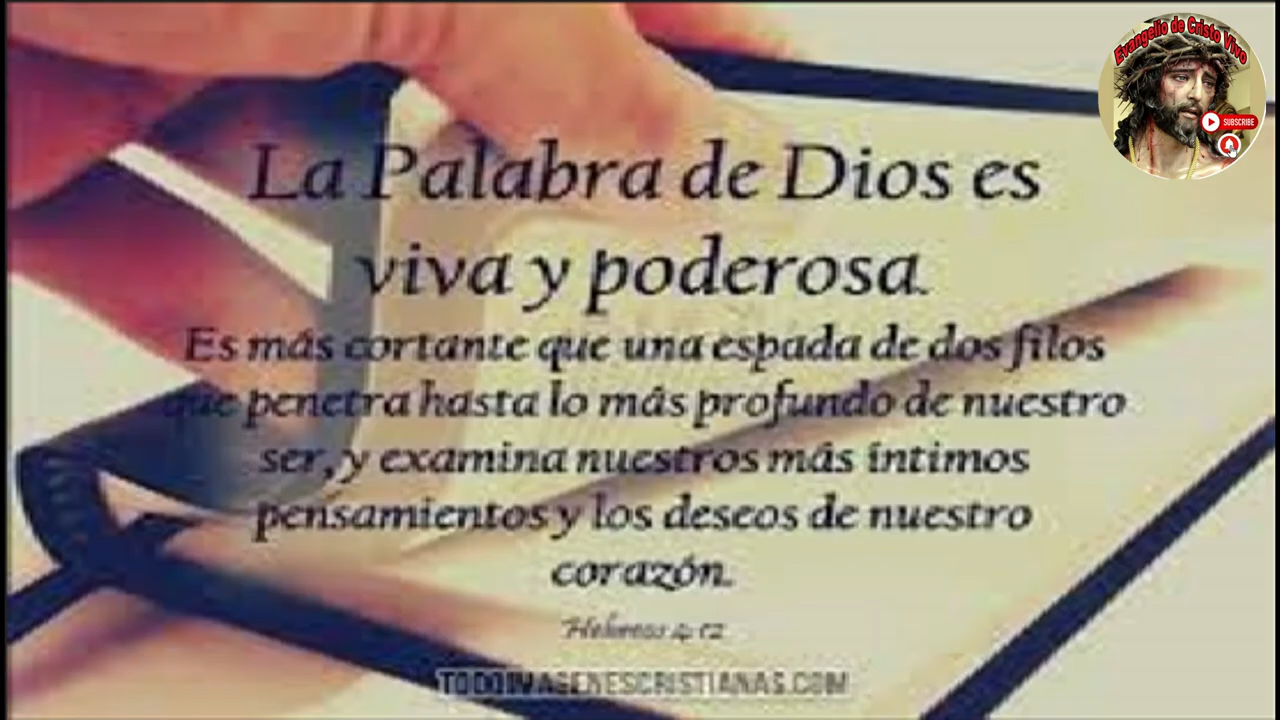 Evangelio de Cristo Vivo
SUBSCRIBE
La Palabra de Dios es
viva y poderosa.
Es más cortante que una espada de dos filos
que penetra hasta lo más profundo de nuestro
ser, y examina nuestros más íntimos
pensamientos y los deseos de nuestro
corazón.
Hebreos 4:12
TODOIMAGENESCRISTIANAS.COM